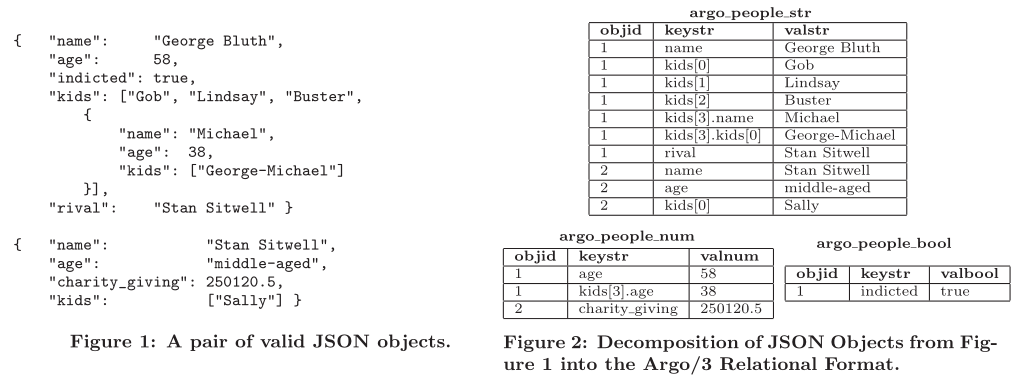 {   "name":     "George Bluth",
    "age":      58,
    "indicted": true,
    "kids": ["Gob", "Lindsay", "Buster",
        {
            "name": "Michael",
            "age":  38,
            "kids": ["George-Michael"]
        }],
    "rival":    "Stan Sitwell" }
{   "name":           "Stan Sitwell",
    "age":            "middle-aged",
    "charity_giving": 250120.5,
    "kids":           ["Sally"] }
Figure 1: A pair of valid JSON objects.
argo_people_str
objid keystr valstr
1 name George Bluth
1 kids[0] Gob
1 kids[1] Lindsay
1 kids[2] Buster
1 kids[3].name Michael
1 kids[3].kids[0] George-Michael
1 rival Stan Sitwell
2 name Stan Sitwell
2 age middle-aged
2 kids[0] Sally
argo_people_num
objid keystr valnum
1 age 58
1 kids[3].age 38
2 charity_giving 250120.5
argo_people_bool
objid keystr valbool
1 indicted true
Figure 2: Decomposition of JSON Objects from Fig-
ure 1 into the Argo/3 Relational Format.